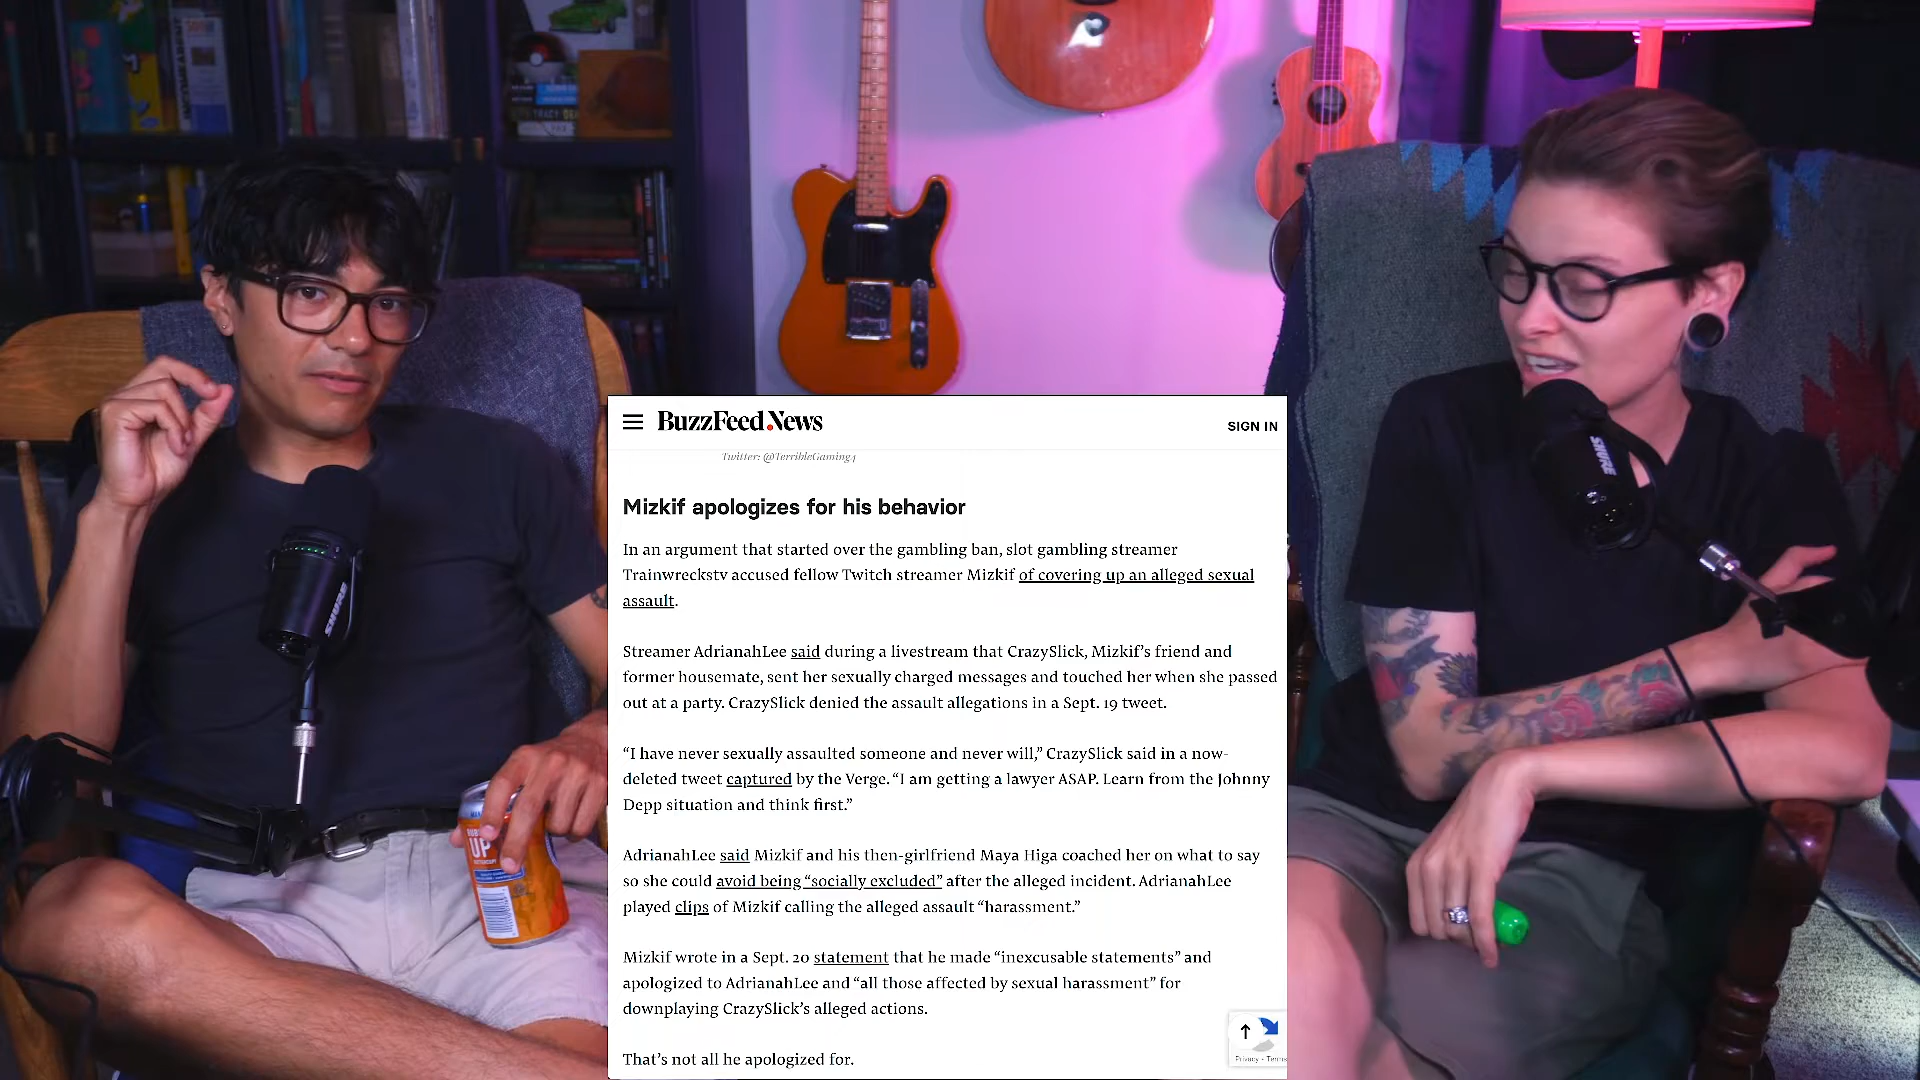 BuzzFeed News
SIGN IN
Twitter: @TerribleGaming4
Mizkif apologizes for his behavior
In an argument that started over the gambling ban, slot gambling streamer
Trainwreckstv accused fellow Twitch streamer Mizkif of covering up an alleged sexual
assault.
Streamer AdrianahLee said during a livestream that CrazySlick, Mizkif’s friend and
former housemate, sent her sexually charged messages and touched her when she passed
out at a party. CrazySlick denied the assault allegations in a Sept. 19 tweet.
“I have never sexually assaulted someone and never will,” CrazySlick said in a now-
deleted tweet captured by the Verge. “I am getting a lawyer ASAP. Learn from the Johnny
Depp situation and think first.”
AdrianahLee said Mizkif and his then-girlfriend Maya Higa coached her on what to say
so she could avoid being “socially excluded” after the alleged incident. AdrianahLee
played clips of Mizkif calling the alleged assault “harassment.”
Mizkif wrote in a Sept. 20 statement that he made “inexcusable statements” and
apologized to AdrianahLee and “all those affected by sexual harassment” for
downplaying CrazySlick’s alleged actions.
That’s not all he apologized for.
Privacy - Terms
SHURE
SHURE
UP